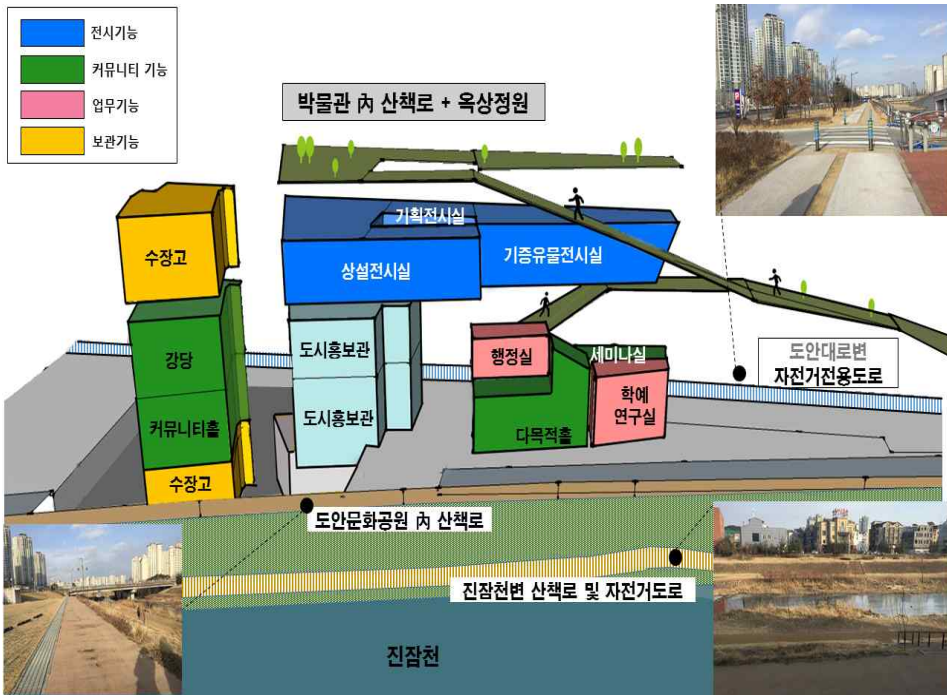 전시기능
커뮤니티 기능
업무기능
보관기능
박물관 內 산책로 + 옥상정원
기획전시실
수장고
상설전시실
기증유물전시실
강당
도시홍보관
행정실
세미나실
도안대로변
자전거전용도로
학예
연구실
커뮤니티홀
도시홍보관
다목적홀
수장고
도안문화공원 內 산책로
진잠천변 산책로 및 자전거도로
진잠천